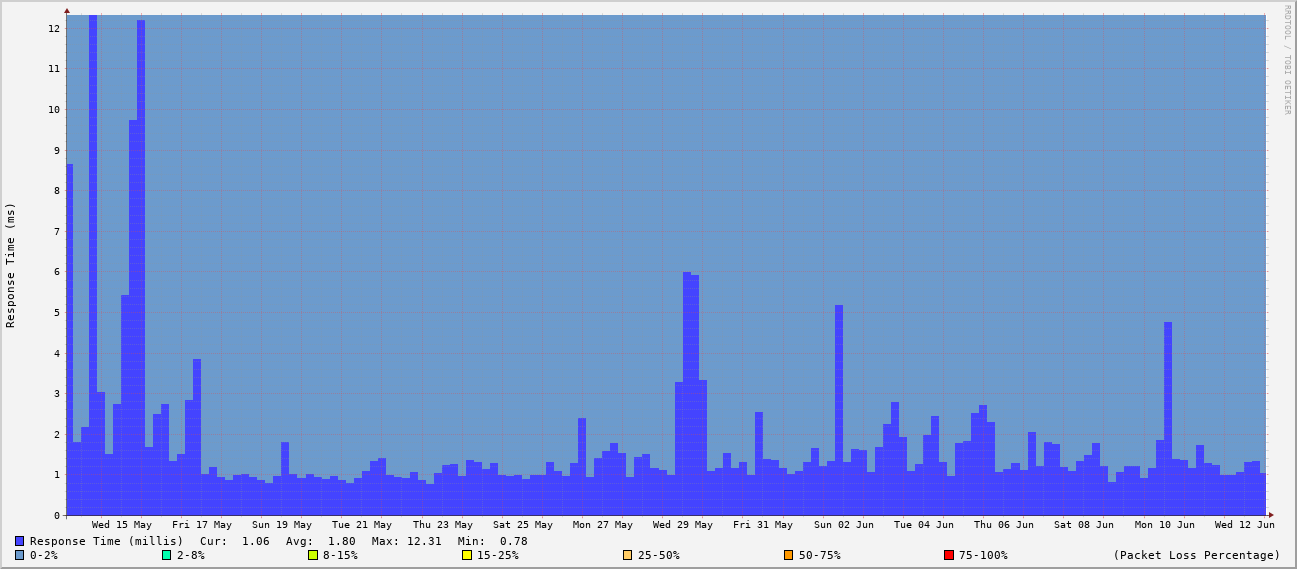 RRDTOOL / TOBI OETIKER
Response Time (ms)
12
11
10
9
8
7
6
5
4
3
2
1
0
Wed 15 May Fri 17 May Sun 19 May Tue 21 May Thu 23 May Sat 25 May Mon 27 May Wed 29 May Fri 31 May Sun 02 Jun Tue 04 Jun Thu 06 Jun Sat 08 Jun Mon 10 Jun Wed 12 Jun
Response Time (millis) Cur: 1.06 Avg: 1.80 Max: 12.31 Min: 0.78
0-2% 2-8% 8-15% 15-25% 25-50% 50-75% 75-100% (Packet Loss Percentage)